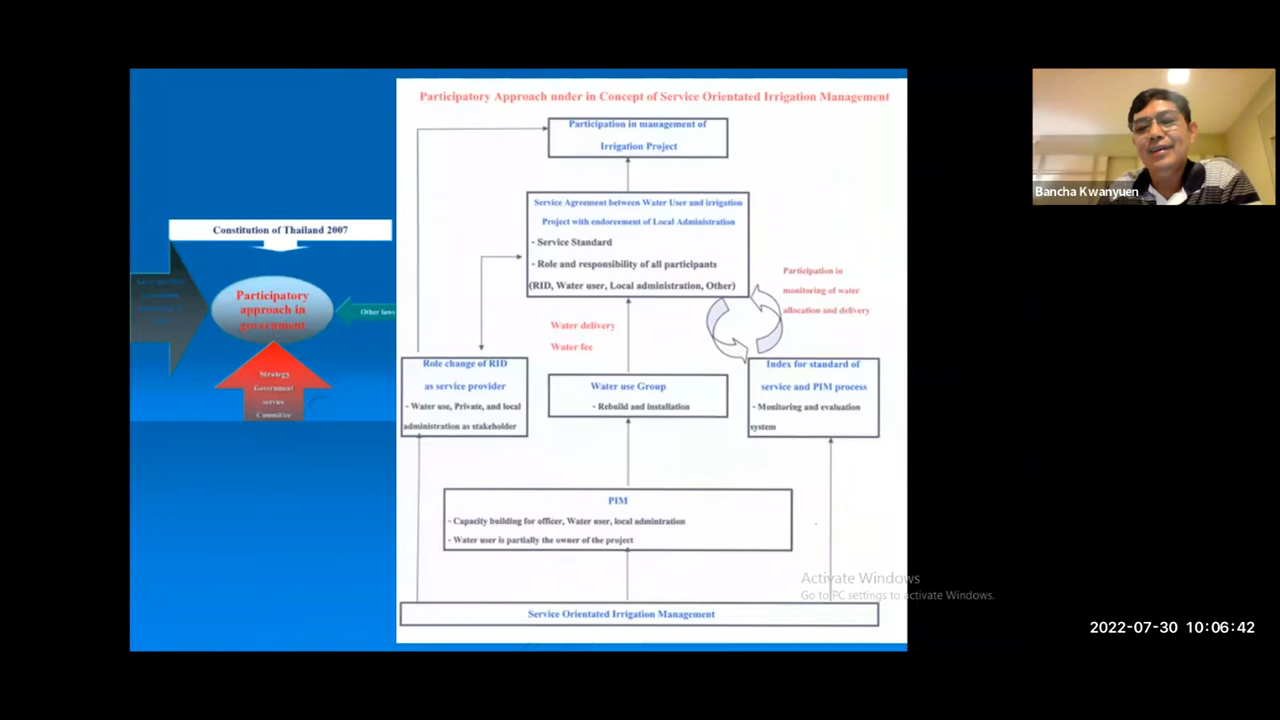 Participatory Approach under in Concept of Service Orientated Irrigation Management
Participation in management of
Irrigation Project
Service Agreement between Water User and irrigation
Project with endorcement of Local Administration
- Service Standard
- Role and responsibility of all participants
(RID, Water user, Local administration, Other)
Participation in
monitoring of water
allocation and delivery
Water delivery
Water fee
Role change of RID
as service provider
- Water use, Private, and local
administration as stakeholder
Water use Group
- Rebuild and installation
Index for standard of
service and PIM process
- Monitoring and evaluation
system
PIM
- Capacity building for officer, Water user, local admintration
- Water user is partially the owner of the project
Service Orientated Irrigation Management
Constitution of Thailand 2007
Participatory
approach in
government
Other laws
Strategy
Government
service
Committee
Bancha Kwanyuen
Activate Windows
Go to PC settings to activate Windows.
2022-07-30 10:06:42